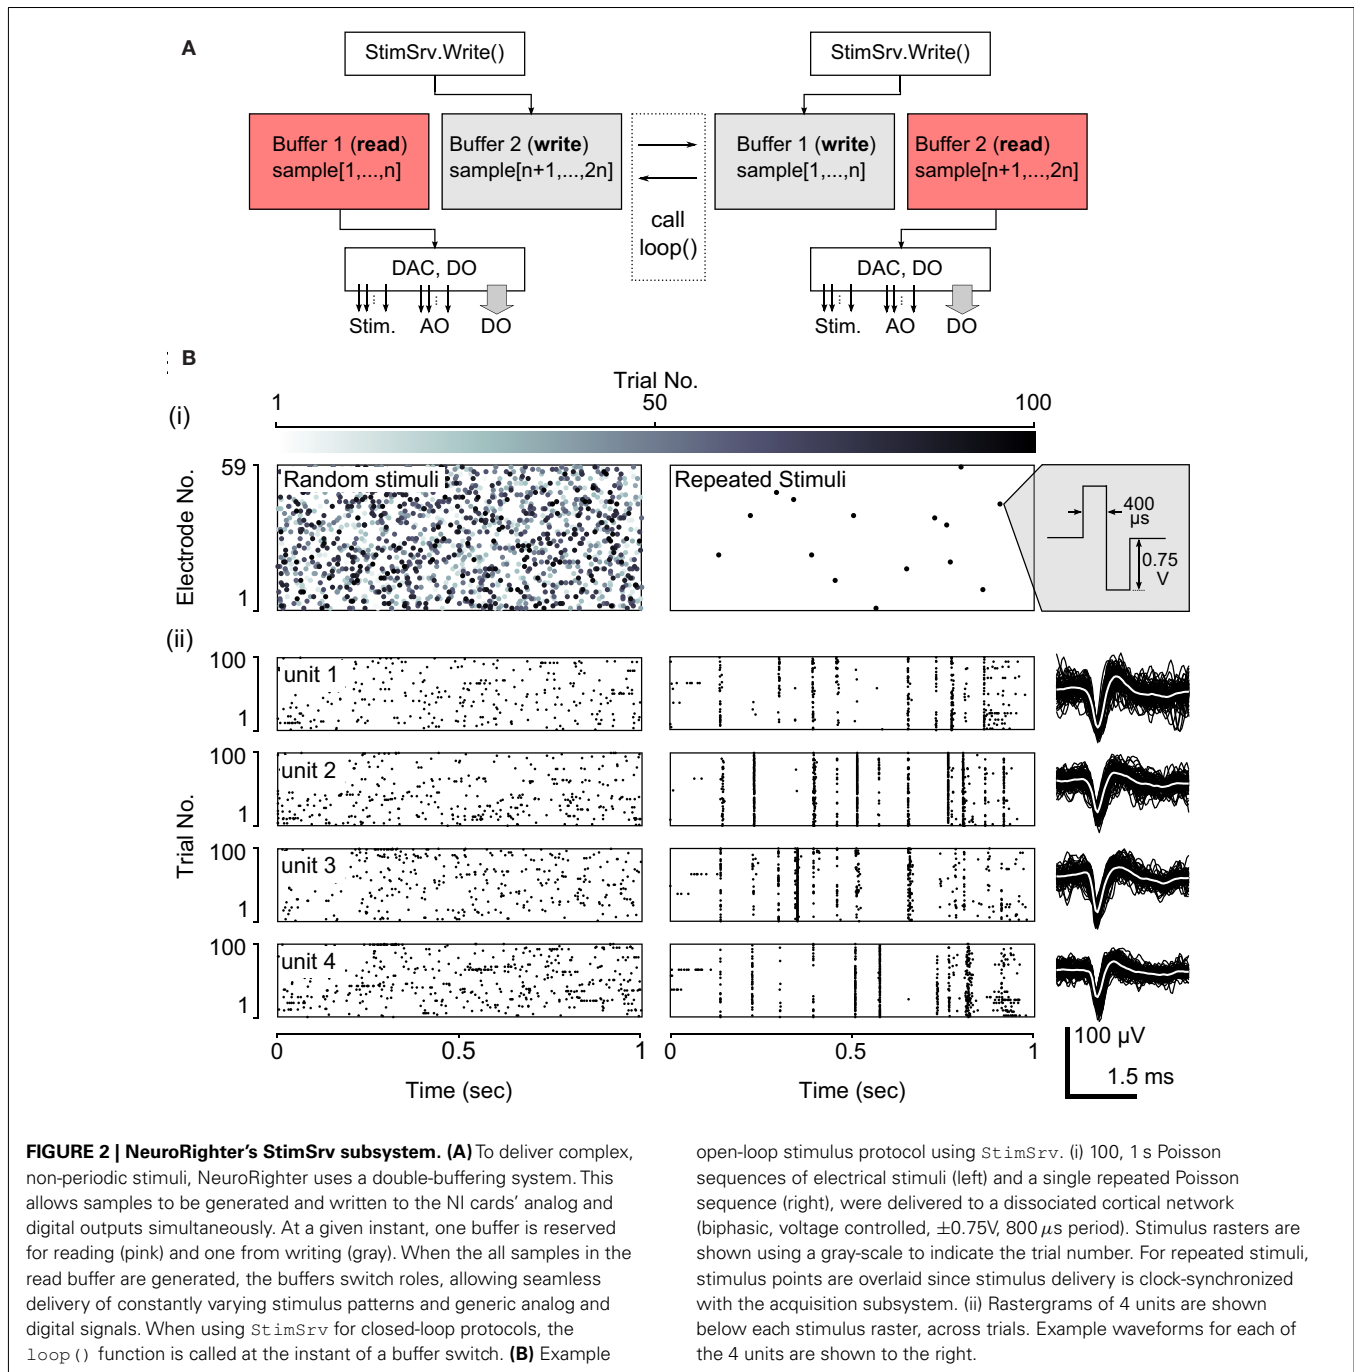 A
StimSrv.Write()
StimSrv.Write()
Buffer 1 (read)
sample[1,...,n]
Buffer 2 (write)
sample[n+1,...,2n]
call
loop()
Buffer 1 (write)
sample[1,...,n]
Buffer 2 (read)
sample[n+1,...,2n]
DAC, DO
DAC, DO
Stim. AO DO
Stim. AO DO
B
Trial No.
1 50 100
(i)
Electrode No.
59
1
Random stimuli
Repeated Stimuli
400
µs
0.75
V
(ii)
Trial No.
100
1
unit 1
100
1
unit 2
100
1
unit 3
100
1
unit 4
0 0.5 1
0 0.5 1
Time (sec)
Time (sec)
100 µV
1.5 ms
FIGURE 2 | NeuroRighter's StimSrv subsystem. (A) To deliver complex,
non-periodic stimuli, NeuroRighter uses a double-buffering system. This
allows samples to be generated and written to the NI cards' analog and
digital outputs simultaneously. At a given instant, one buffer is reserved
for reading (pink) and one from writing (gray). When the all samples in the
read buffer are generated, the buffers switch roles, allowing seamless
delivery of constantly varying stimulus patterns and generic analog and
digital signals. When using StimSrv for closed-loop protocols, the
loop() function is called at the instant of a buffer switch. (B) Example
open-loop stimulus protocol using StimSrv. (i) 100, 1 s Poisson
sequences of electrical stimuli (left) and a single repeated Poisson
sequence (right), were delivered to a dissociated cortical network
(biphasic, voltage controlled, ±0.75V, 800 µs period). Stimulus rasters are
shown using a gray-scale to indicate the trial number. For repeated stimuli,
stimulus points are overlaid since stimulus delivery is clock-synchronized
with the acquisition subsystem. (ii) Rastergrams of 4 units are shown
below each stimulus raster, across trials. Example waveforms for each of
the 4 units are shown to the right.